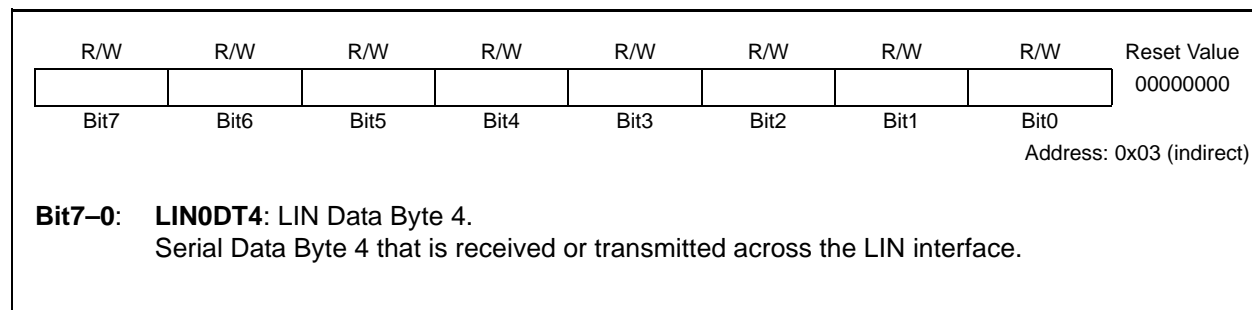 R/W R/W R/W R/W R/W R/W R/W R/W Reset Value
00000000
Bit7 Bit6 Bit5 Bit4 Bit3 Bit2 Bit1 Bit0
Address: 0x03 (indirect)
Bit7–0: LIN0DT4: LIN Data Byte 4.
Serial Data Byte 4 that is received or transmitted across the LIN interface.